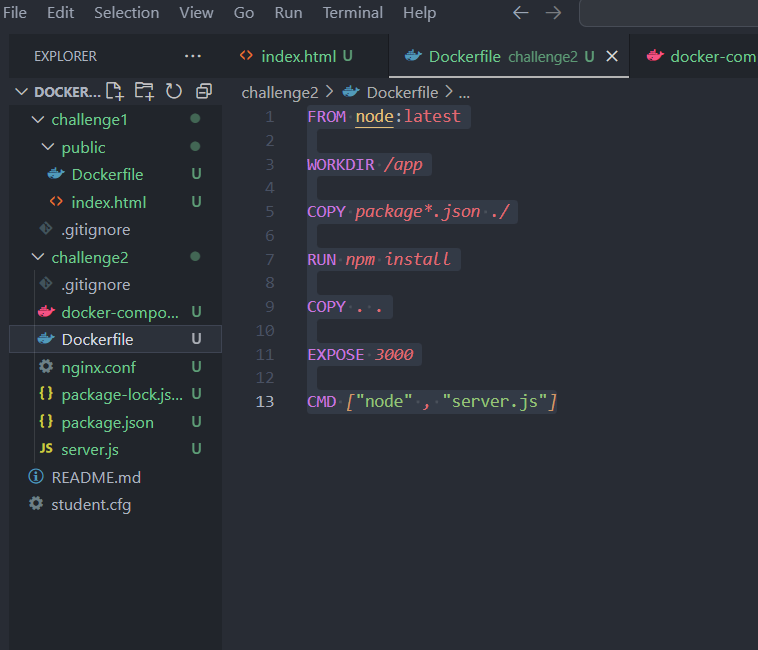 File Edit Selection View Go Run Terminal Help
EXPLORER
index.html U
Dockerfile challenge2 U
docker-com
DOCKER...
challenge2 > Dockerfile > ...
challenge1
public
Dockerfile U
index.html U
.gitignore
challenge2
.gitignore
docker-compo... U
Dockerfile U
nginx.conf U
package-lock.js... U
package.json U
JS server.js U
README.md
student.cfg
1 FROM node:latest
2
3 WORKDIR /app
4
5 COPY package*.json ./
6
7 RUN npm install
8
9 COPY . .
10
11 EXPOSE 3000
12
13 CMD ["node" , "server.js"]